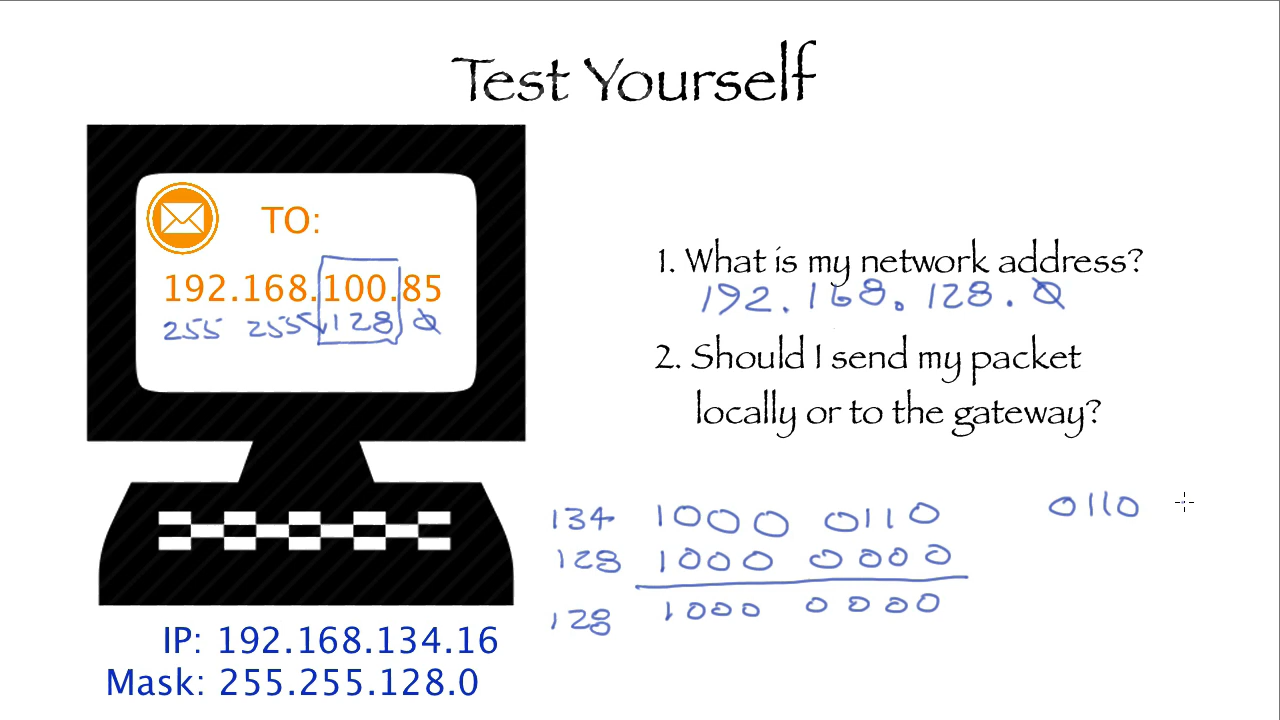 Test Yourself
TO:
192.168.100.85
255 255 128 0
1. What is my network address?
192.168.128.0
2. Should I send my packet
locally or to the gateway?
134 1000 0110
128 1000 0000
128 1000 0000
0110
IP: 192.168.134.16
Mask: 255.255.128.0